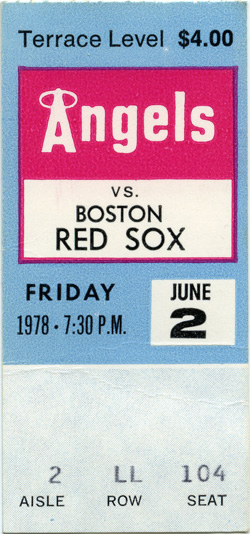 Terrace Level $4.00
Angels
VS.
BOSTON
RED SOX
FRIDAY
1978 • 7:30 P.M.
JUNE
2
2 LL 104
AISLE ROW SEAT